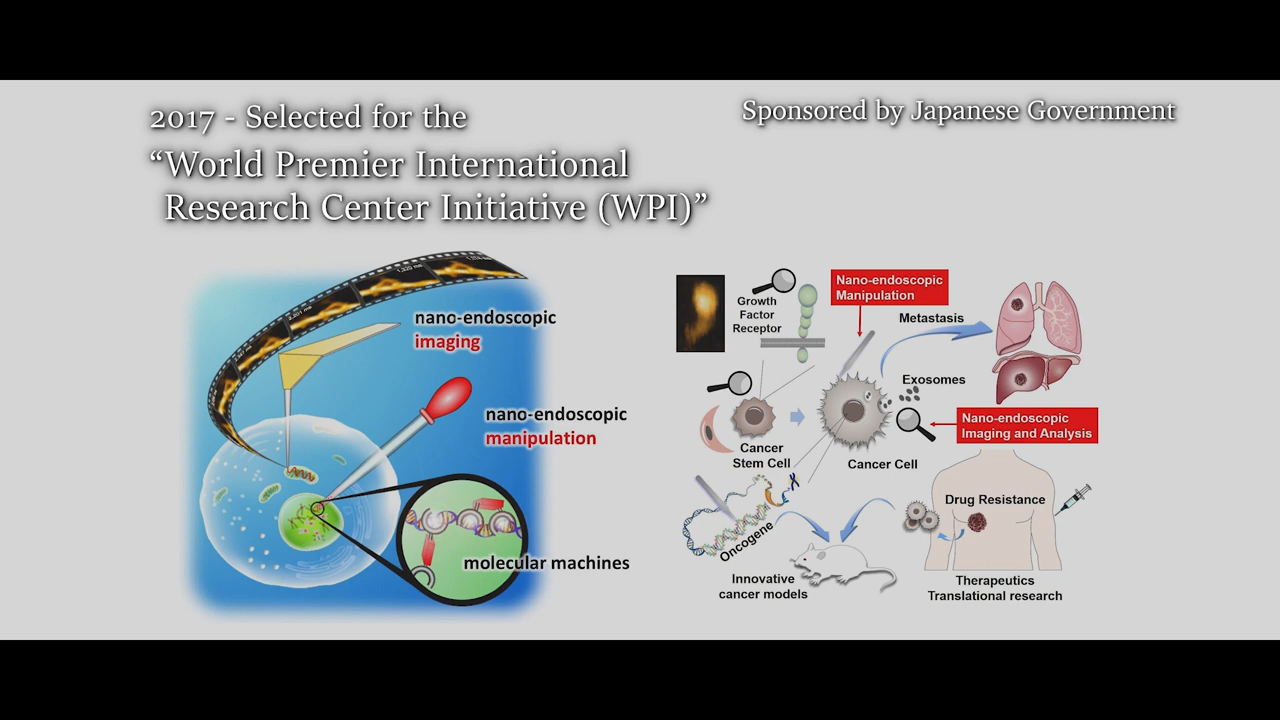 2017 - Selected for the
“World Premier International
Research Center Initiative (WPI)”
Sponsored by Japanese Government
nano-endoscopic
imaging
nano-endoscopic
manipulation
molecular machines
Growth
Factor
Receptor
Nano-endoscopic
Manipulation
Metastasis
Exosomes
Nano-endoscopic
Imaging and Analysis
Cancer
Stem Cell
Cancer Cell
Drug Resistance
Oncogene
Innovative
cancer models
Therapeutics
Translational research